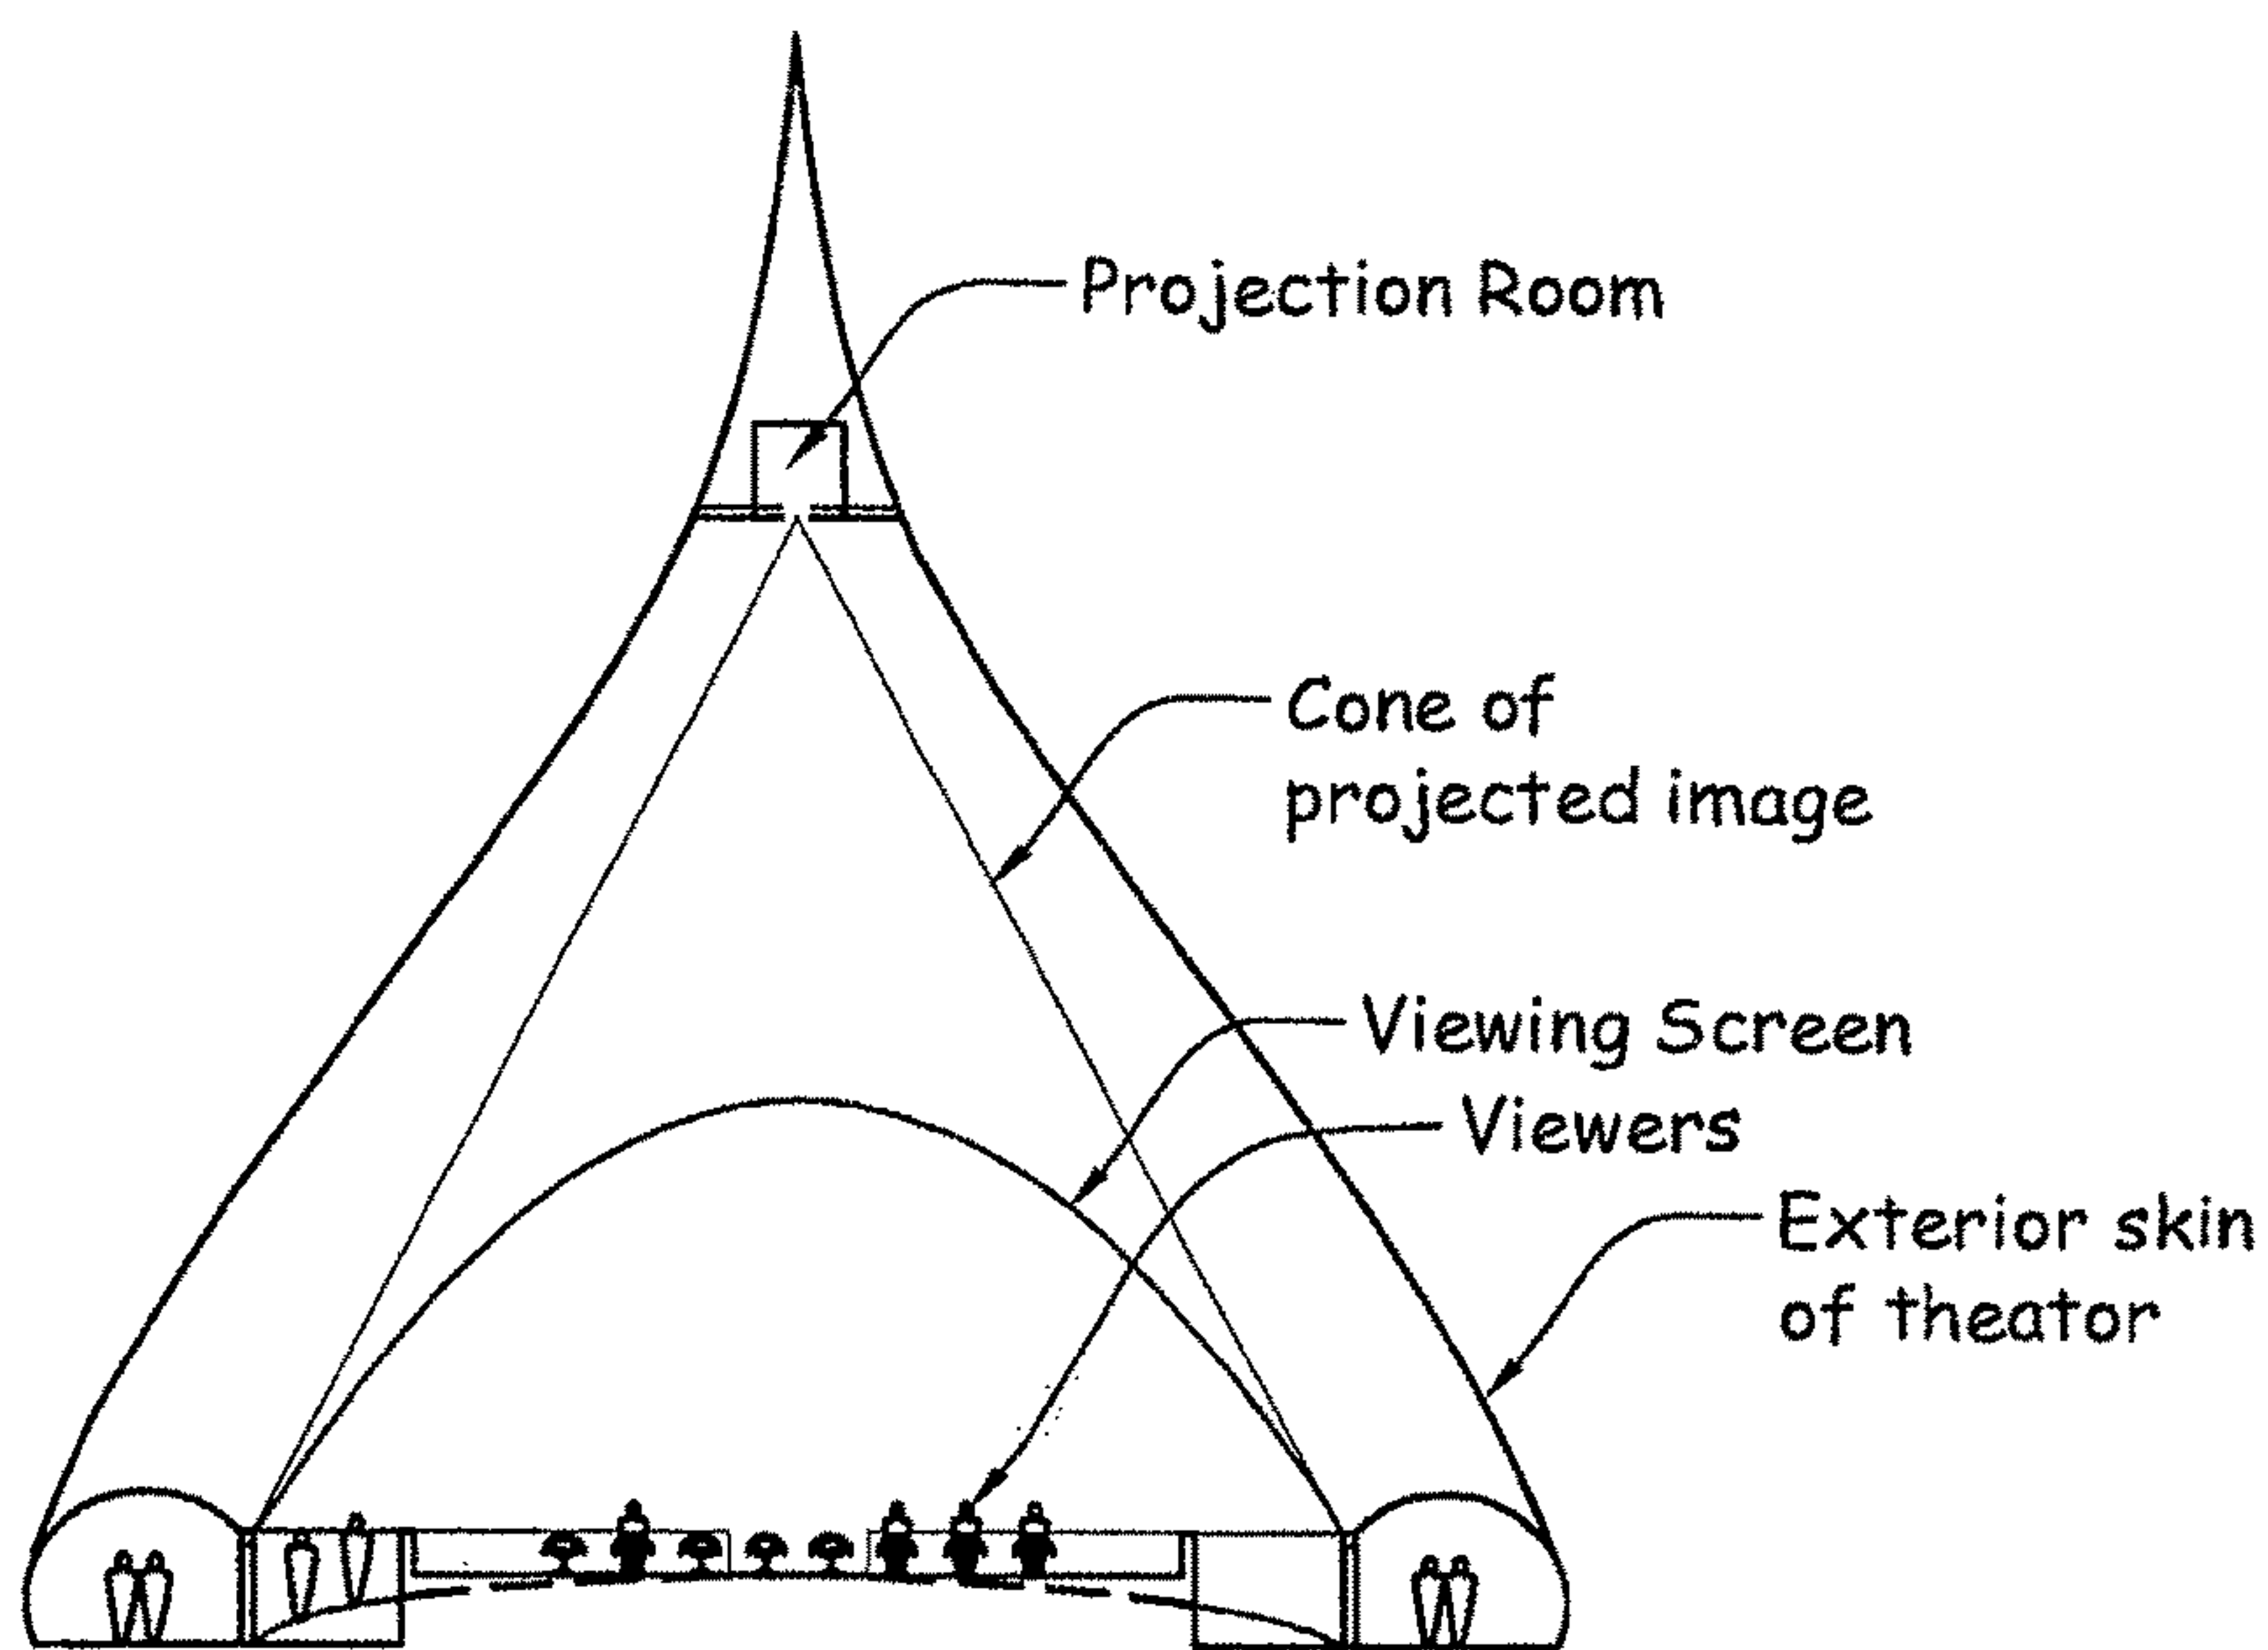 Projection Room
Cone of
projected image
Viewing Screen
Viewers
Exterior skin
of theator